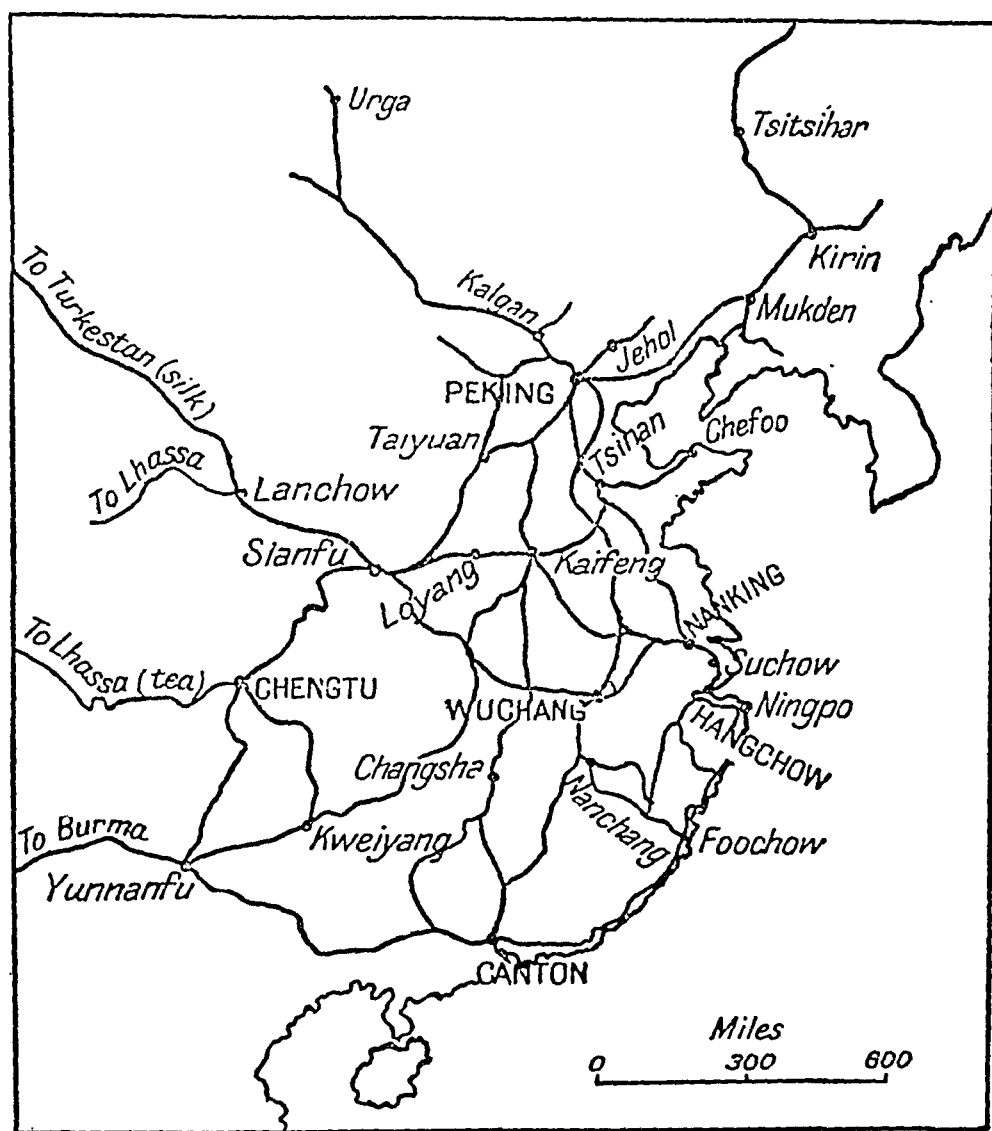 Urga
Tsitsihar
Kirin
To Turkestan (silk)
Kalgan
Mukden
Jehol
PEKING
Taiyuan
Tsinan
Chefoo
To Lhassa
Lanchow
Sianfu
Loyang
Kaifeng
NANKING
To Lhassa (tea)
CHENGTU
Suchow
WUCHANG
Ningpo
HANGCHOW
Changsha
Nanchang
To Burma
Kweiyang
Foochow
Yunnanfu
CANTON
Miles
0 300 600